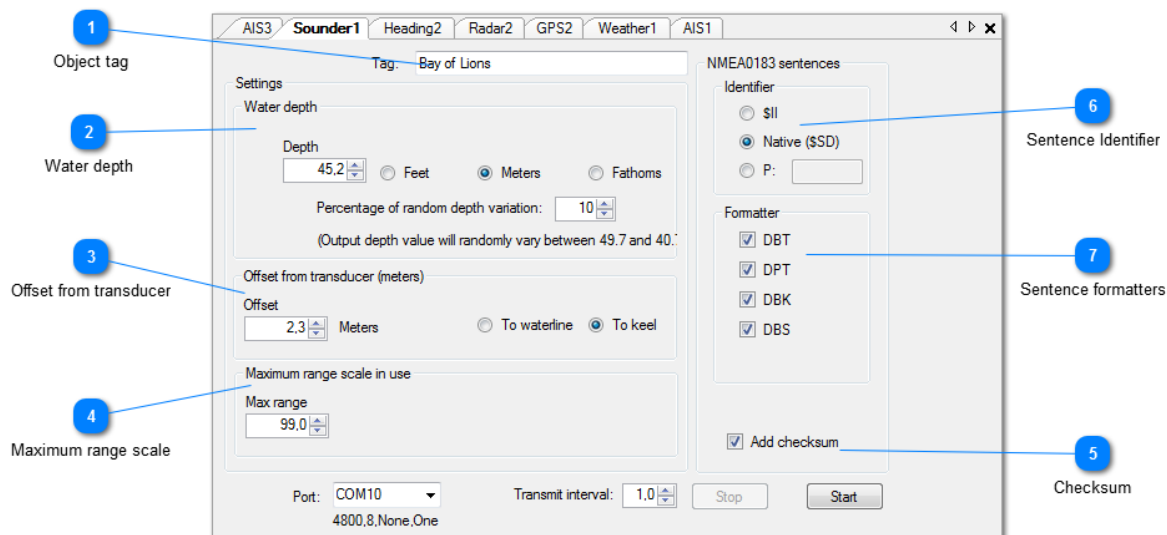 AIS3 Sounder1 Heading2 Radar2 GPS2 Weather1 AIS1
1
Object tag
Tag: Bay of Lions
Settings
Water depth
2
Water depth
Depth
45,2 Feet Meters Fathoms
Percentage of random depth variation: 10
(Output depth value will randomly vary between 49.7 and 40.
3
Offset from transducer
Offset from transducer (meters)
Offset
2,3 Meters To waterline To keel
4
Maximum range scale
Maximum range scale in use
Max range
99,0
NMEA0183 sentences
Identifier
$II
Native ($SD)
P:
6
Sentence Identifier
Formatter
DBT
DPT
DBK
DBS
7
Sentence formatters
Add checksum
5
Checksum
Port: COM10 Transmit interval: 1,0 Stop Start
4800,8,None,One